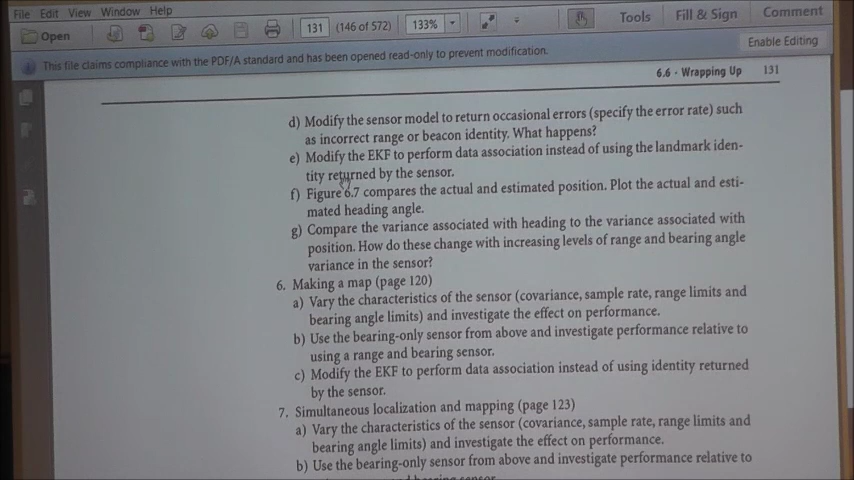 File Edit View Window Help
Open 131 (146 of 572) 133% Tools Fill & Sign Comment
This file claims compliance with the PDF/A standard and has been opened read-only to prevent modification. Enable Editing
6.6 · Wrapping Up 131
d) Modify the sensor model to return occasional errors (specify the error rate) such
as incorrect range or beacon identity. What happens?
e) Modify the EKF to perform data association instead of using the landmark iden-
tity returned by the sensor.
f) Figure 6.7 compares the actual and estimated position. Plot the actual and esti-
mated heading angle.
g) Compare the variance associated with heading to the variance associated with
position. How do these change with increasing levels of range and bearing angle
variance in the sensor?
6. Making a map (page 120)
a) Vary the characteristics of the sensor (covariance, sample rate, range limits and
bearing angle limits) and investigate the effect on performance.
b) Use the bearing-only sensor from above and investigate performance relative to
using a range and bearing sensor.
c) Modify the EKF to perform data association instead of using identity returned
by the sensor.
7. Simultaneous localization and mapping (page 123)
a) Vary the characteristics of the sensor (covariance, sample rate, range limits and
bearing angle limits) and investigate the effect on performance.
b) Use the bearing-only sensor from above and investigate performance relative to